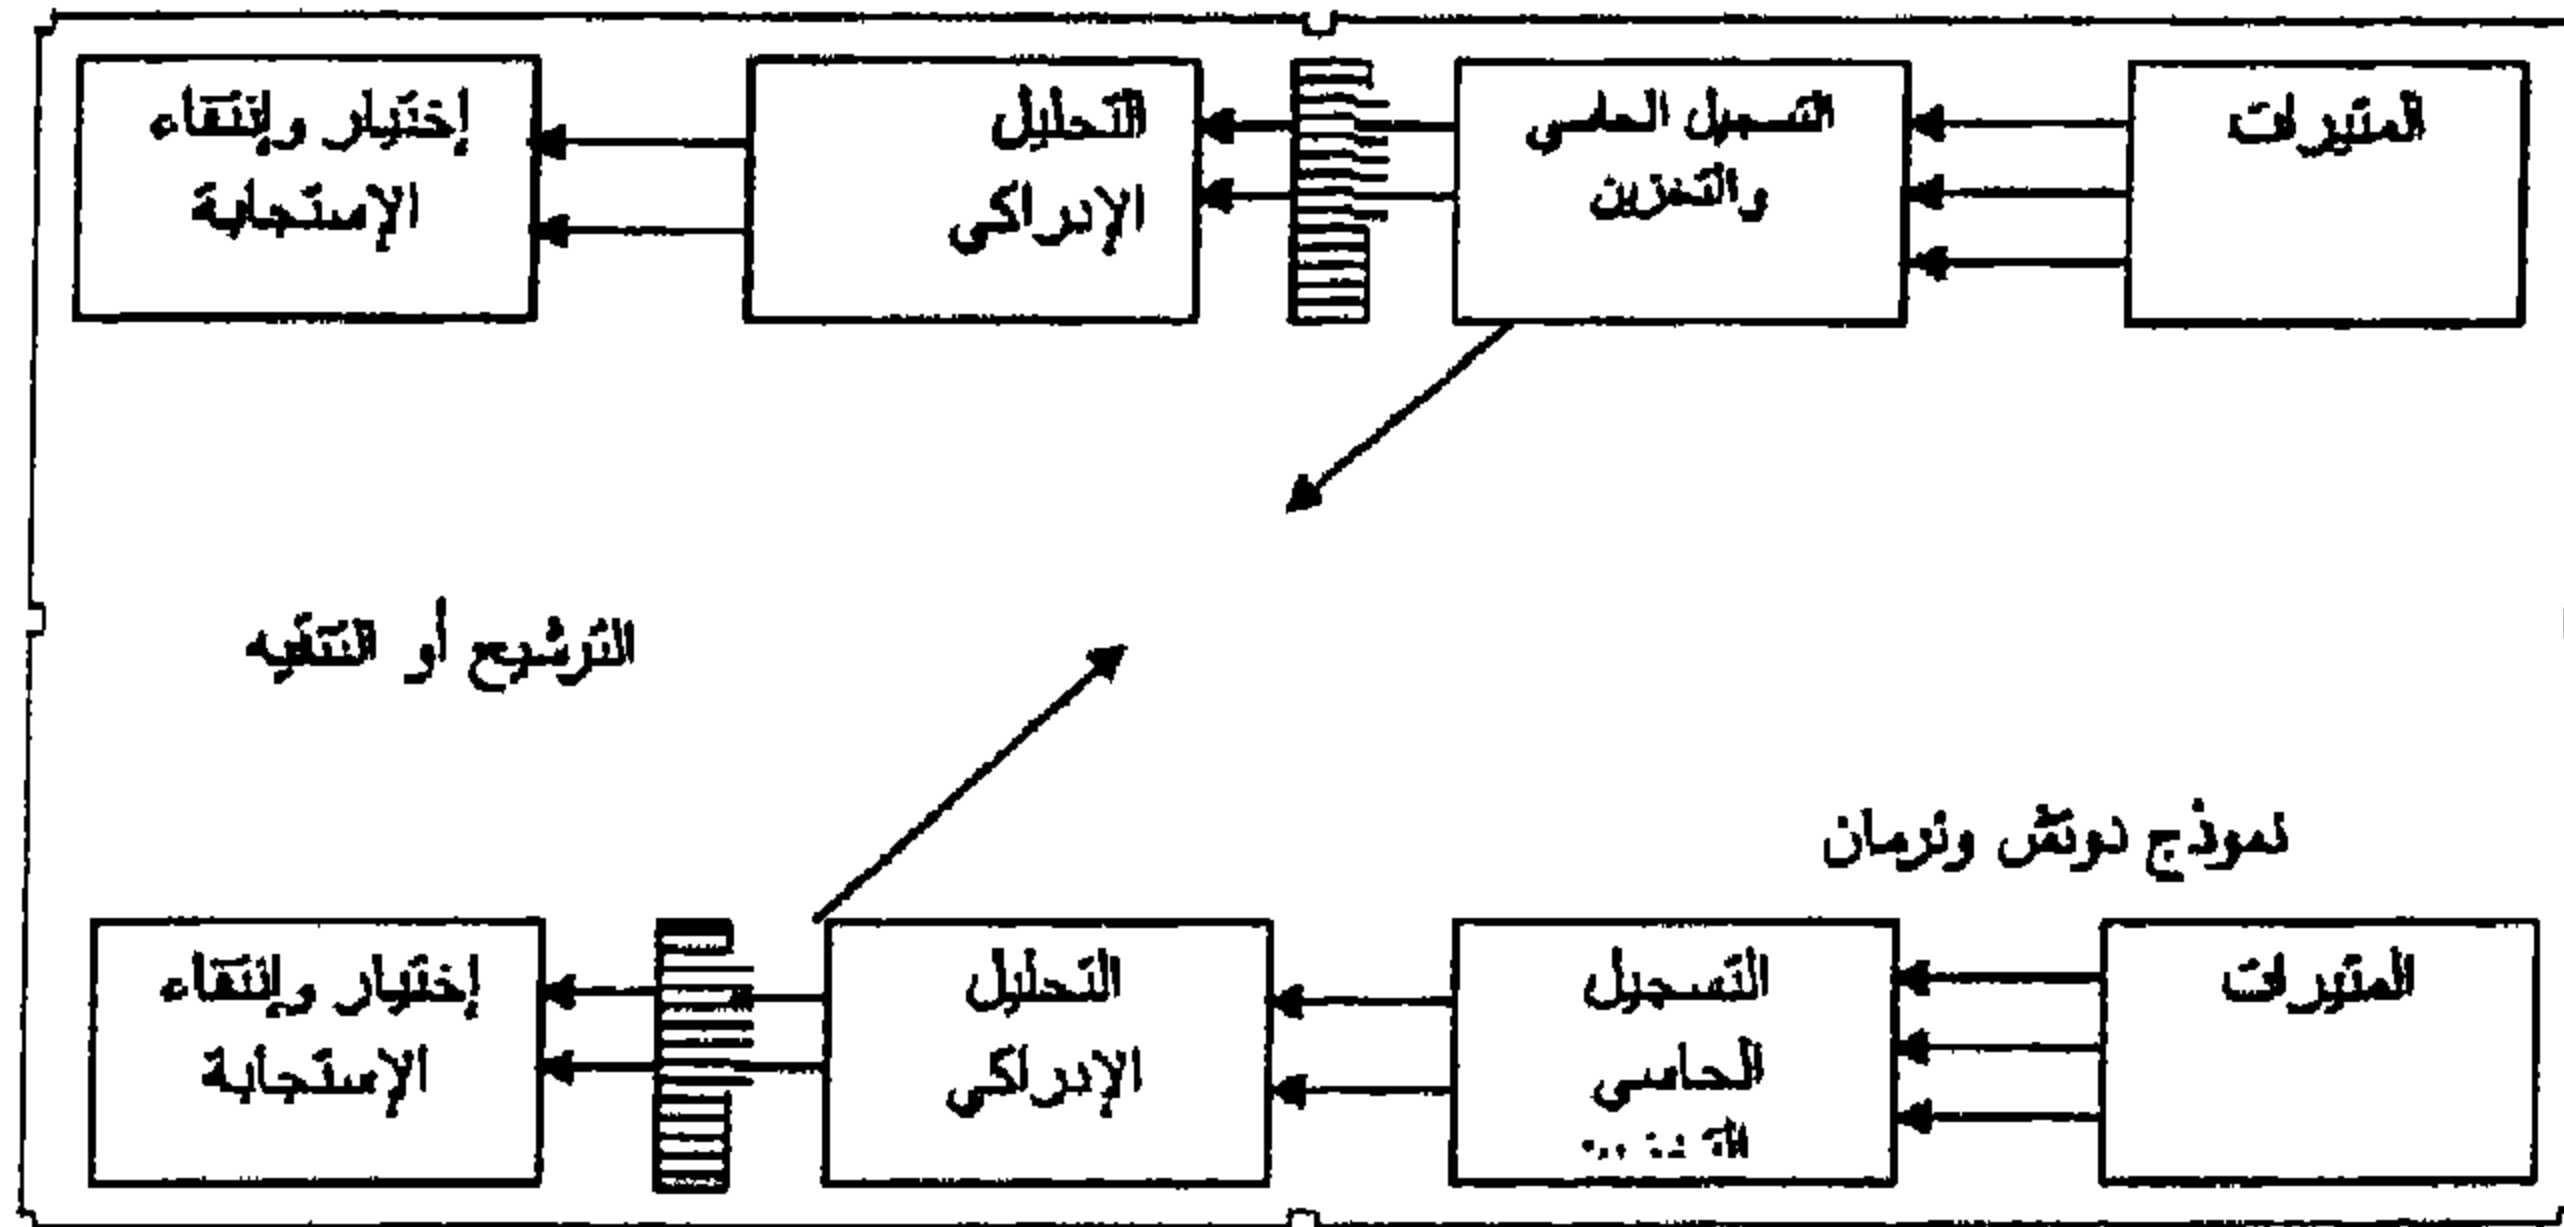 المثيرات
التسجيل الحاسي
والتخزين
التحليل
الإدراكي
إختيار وإنتقاء
الإستجابة
الترشيح أو التنقيه
نموذج دوتش ونرمان
المثيرات
التسجيل
الحاسي
التحليل
الإدراكي
إختيار وإنتقاء
الإستجابة